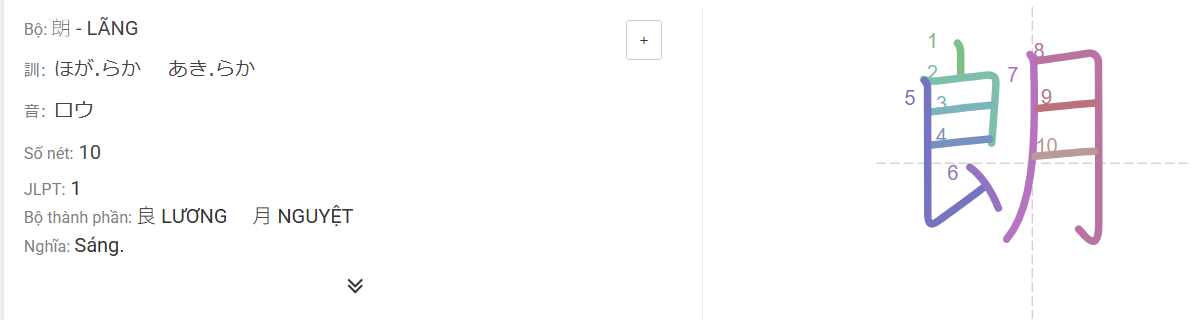 Bộ: 朗 - LÃNG
+
訓: ほが.らか あき.らか
音: ロウ
Số nét: 10
JLPT: 1
Bộ thành phần: 良 LƯƠNG 月 NGUYỆT
Nghĩa: Sáng.
朗
1
2
3
4
5
6
7
8
9
10